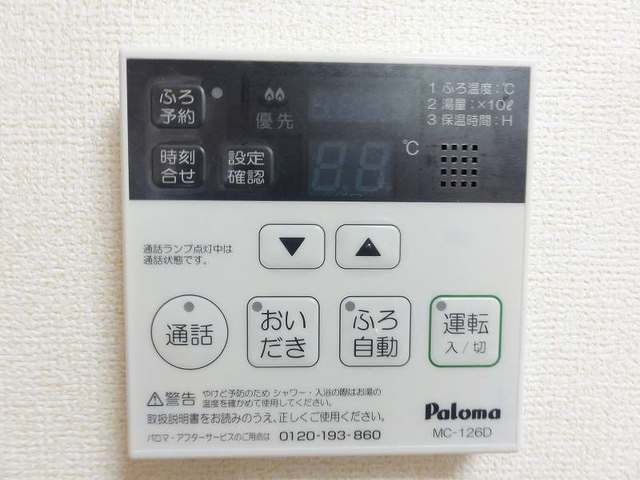 ふろ
予約
優先
1 ふろ温度:℃
2 湯量:×10ℓ
3 保温時間:H
時刻
合せ
設定
確認
88
℃
通話ランプ点灯中は
通話状態です。
▼
▲
通話
おい
だき
ふろ
自動
運転
入/切
⚠警告
やけど予防のため シャワー・入浴の際はお湯の
温度を確かめて使用してください。
取扱説明書をお読みのうえ、正しくご使用ください。
パロマ・アフターサービスのご用命は 0120-193-860
Paloma
MC-126D